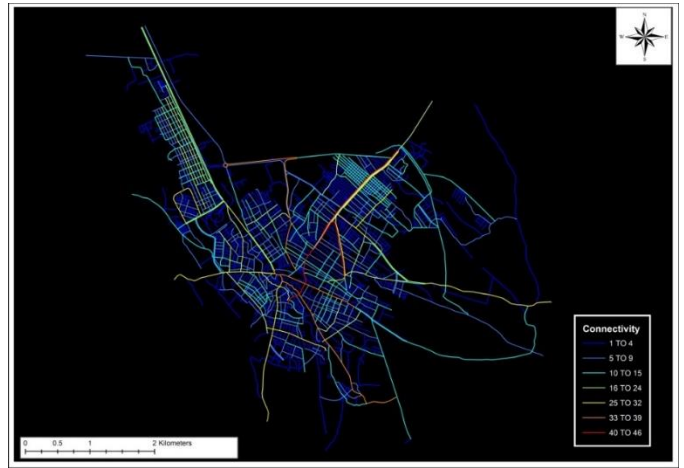 N
W
E
S
Connectivity
1 TO 4
5 TO 9
10 TO 15
16 TO 24
25 TO 32
33 TO 39
40 TO 46
0 0.5 1 2 Kilometers